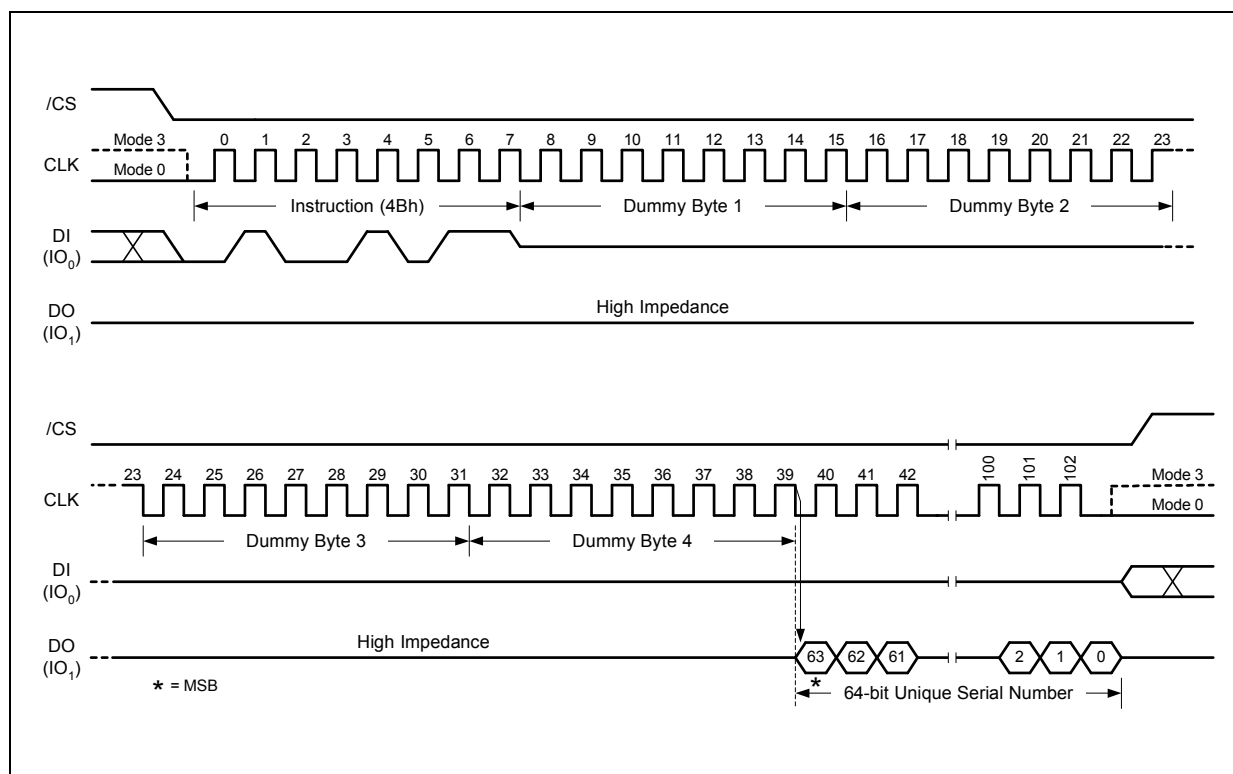 /CS
Mode 3
0 1 2 3 4 5 6 7 8 9 10 11 12 13 14 15 16 17 18 19 20 21 22 23
CLK
Mode 0
Instruction (4Bh) Dummy Byte 1 Dummy Byte 2
DI
(IO0)
High Impedance
DO
(IO1)
/CS
23 24 25 26 27 28 29 30 31 32 33 34 35 36 37 38 39 40 41 42 100 101 102
Mode 3
CLK
Mode 0
Dummy Byte 3 Dummy Byte 4
DI
(IO0)
High Impedance
DO
(IO1)
63 62 61 2 1 0
* = MSB
*
64-bit Unique Serial Number